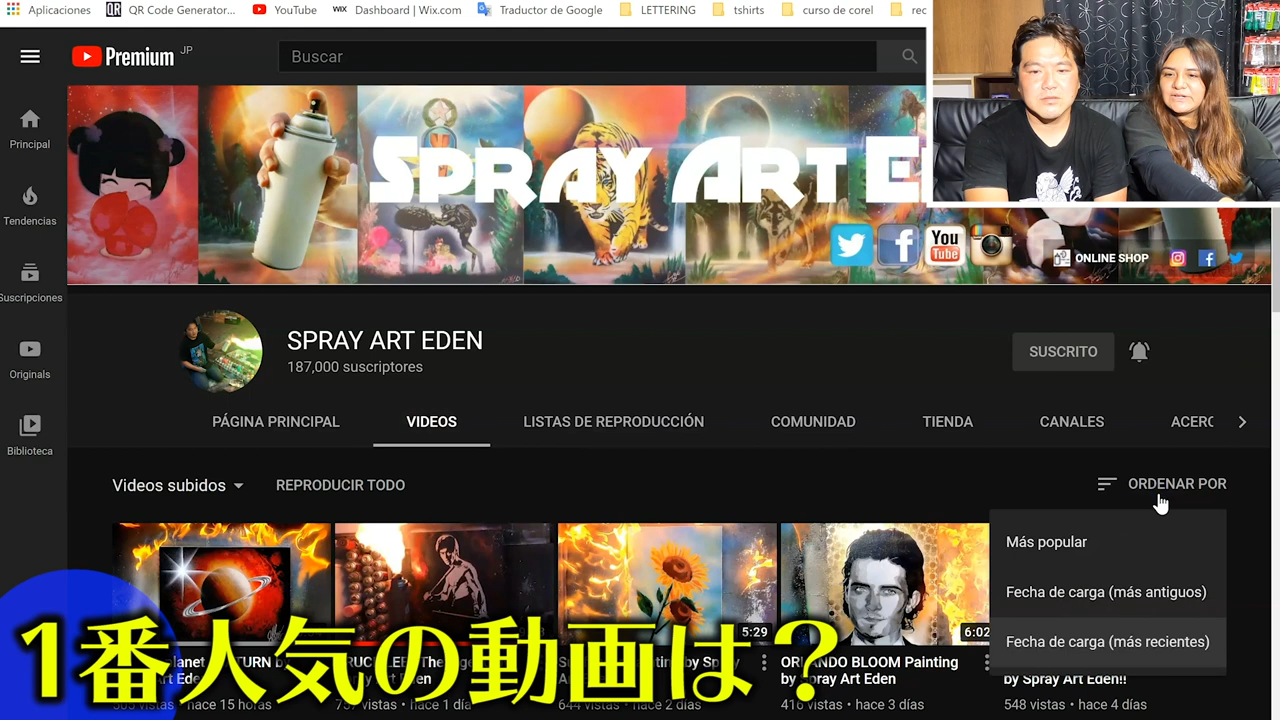 Aplicaciones QR Code Generator... YouTube WIX Dashboard | Wix.com Traductor de Google LETTERING tshirts curso de corel rec
Premium JP
Buscar
SPRAY ART E
You Tube
ONLINE SHOP
Principal
Tendencias
Suscripciones
Originals
Biblioteca
SPRAY ART EDEN
187,000 suscriptores
SUSCRITO
PÁGINA PRINCIPAL VIDEOS LISTAS DE REPRODUCCIÓN COMUNIDAD TIENDA CANALES ACERC
Videos subidos REPRODUCIR TODO
ORDENAR POR
Más popular
Fecha de carga (más antiguos)
Fecha de carga (más recientes)
5:29
6:02
ORLANDO BLOOM Painting
by Spray Art Eden
by Spray Art Eden!!
hace 15 horas
hace 1 día
hace 2 días
416 vistas • hace 3 días
548 vistas • hace 4 días
1番人気の動画は?